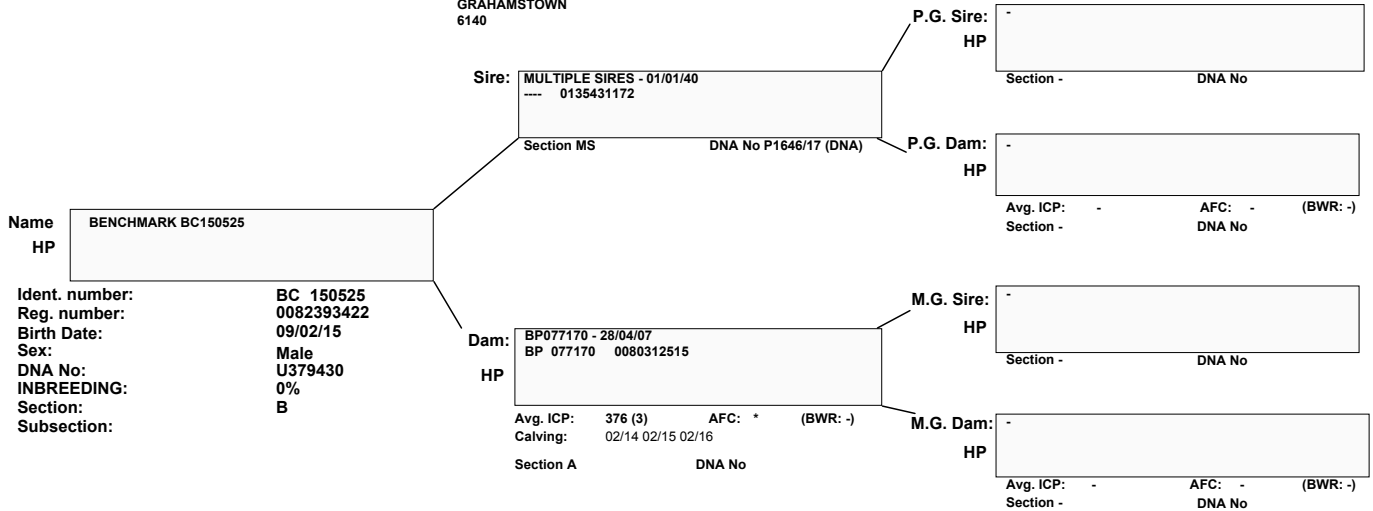 GRAHAMSTOWN
6140
P.G. Sire: -
HP
Section - DNA No
Sire: MULTIPLE SIRES - 01/01/40
---- 0135431172
Section MS DNA No P1646/17 (DNA)
P.G. Dam: -
HP
Avg. ICP: - AFC: - (BWR: -)
Section - DNA No
Name BENCHMARK BC150525
HP
Ident. number: BC 150525
Reg. number: 0082393422
Birth Date: 09/02/15
Sex: Male
DNA No: U379430
INBREEDING: 0%
Section: B
Subsection:
M.G. Sire: -
HP
Section - DNA No
Dam: BP077170 - 28/04/07
BP 077170 0080312515
HP
Avg. ICP: 376 (3) AFC: * (BWR: -)
Calving: 02/14 02/15 02/16
Section A DNA No
M.G. Dam: -
HP
Avg. ICP: - AFC: - (BWR: -)
Section - DNA No